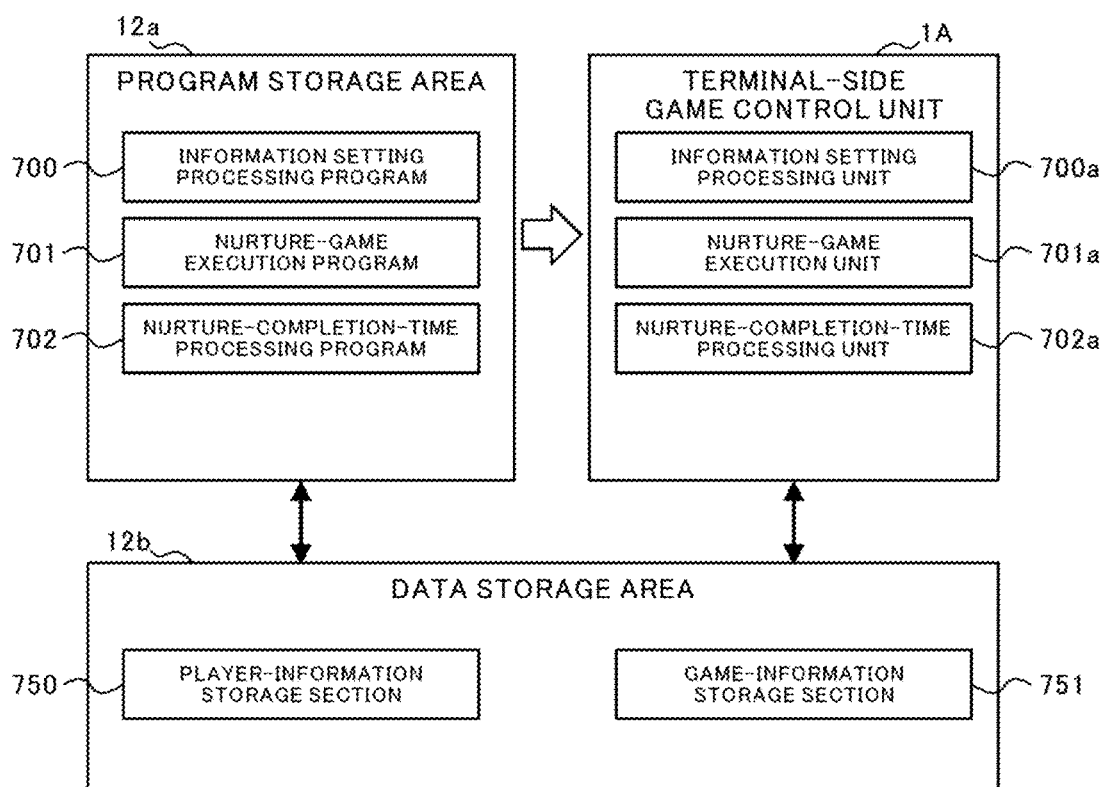 12a
PROGRAM STORAGE AREA
700
INFORMATION SETTING
PROCESSING PROGRAM
701
NURTURE-GAME
EXECUTION PROGRAM
702
NURTURE-COMPLETION-TIME
PROCESSING PROGRAM
1A
TERMINAL-SIDE
GAME CONTROL UNIT
INFORMATION SETTING
PROCESSING UNIT
700a
NURTURE-GAME
EXECUTION UNIT
701a
NURTURE-COMPLETION-TIME
PROCESSING UNIT
702a
12b
DATA STORAGE AREA
750
PLAYER-INFORMATION
STORAGE SECTION
GAME-INFORMATION
STORAGE SECTION
751